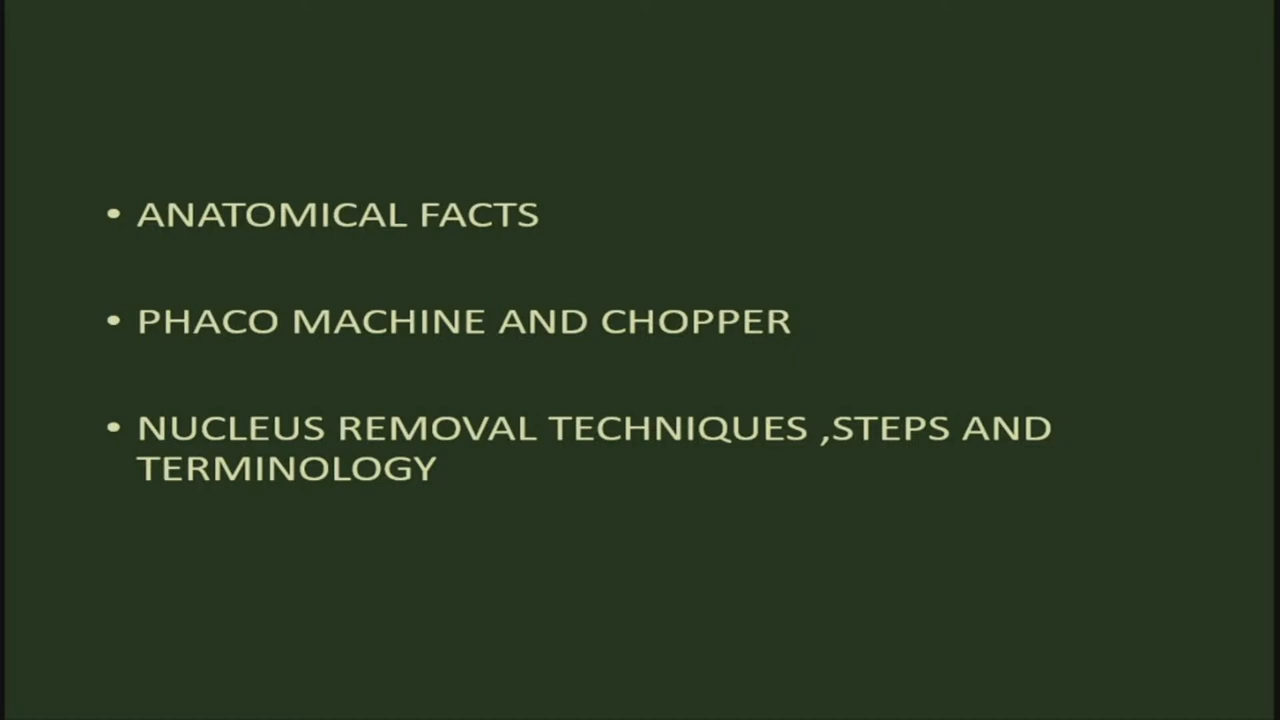 • ANATOMICAL FACTS
• PHACO MACHINE AND CHOPPER
• NUCLEUS REMOVAL TECHNIQUES ,STEPS AND
TERMINOLOGY